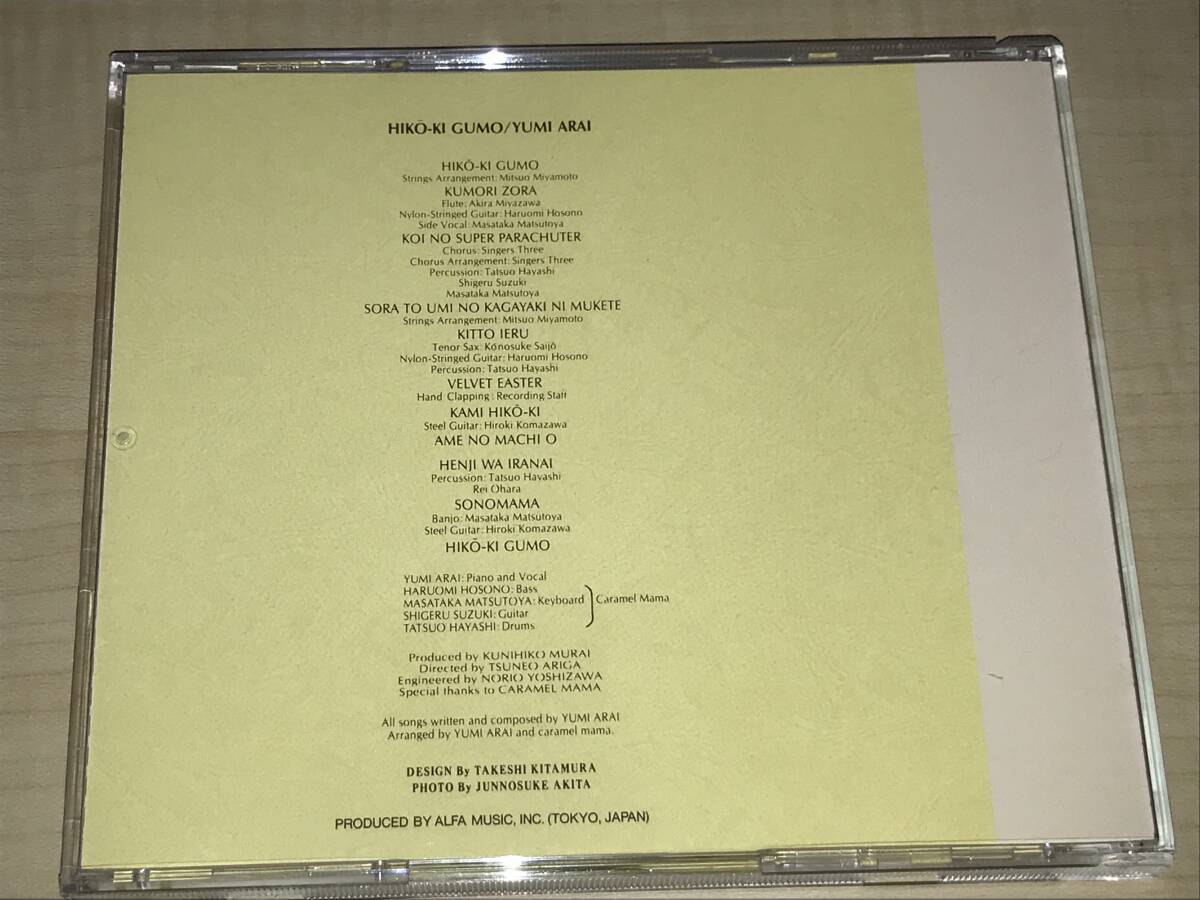 HIKŌ-KI GUMO/YUMI ARAI
HIKŌ-KI GUMO
Strings Arrangement: Mitsuo Miyamoto
KUMORI ZORA
Flute: Akira Miyazawa
Nylon-Stringed Guitar: Haruomi Hosono
Side Vocal: Masataka Matsutoya
KOI NO SUPER PARACHUTER
Chorus: Singers Three
Chorus Arrangement: Singers Three
Percussion: Tatsuo Hayashi
Shigeru Suzuki
Masataka Matsutoya
SORA TO UMI NO KAGAYAKI NI MUKETE
Strings Arrangement: Mitsuo Miyamoto
KITTO IERU
Tenor Sax: Kōnosuke Saijō
Nylon-Stringed Guitar: Haruomi Hosono
Percussion: Tatsuo Hayashi
VELVET EASTER
Hand Clapping: Recording Staff
KAMI HIKŌ-KI
Steel Guitar: Hiroki Komazawa
AME NO MACHI O
HENJI WA IRANAI
Percussion: Tatsuo Hayashi
Rei Ohara
SONOMAMA
Banjo: Masataka Matsutoya
Steel Guitar: Hiroki Komazawa
HIKŌ-KI GUMO
YUMI ARAI: Piano and Vocal
HARUOMI HOSONO: Bass
MASATAKA MATSUTOYA: Keyboard
SHIGERU SUZUKI: Guitar
TATSUO HAYASHI: Drums
Caramel Mama
Produced by KUNIHIKO MURAI
Directed by TSUNEO ARIGA
Engineered by NORIO YOSHIZAWA
Special thanks to CARAMEL MAMA
All songs written and composed by YUMI ARAI
Arranged by YUMI ARAI and caramel mama.
DESIGN By TAKESHI KITAMURA
PHOTO By JUNNOSUKE AKITA
PRODUCED BY ALFA MUSIC, INC. (TOKYO, JAPAN)